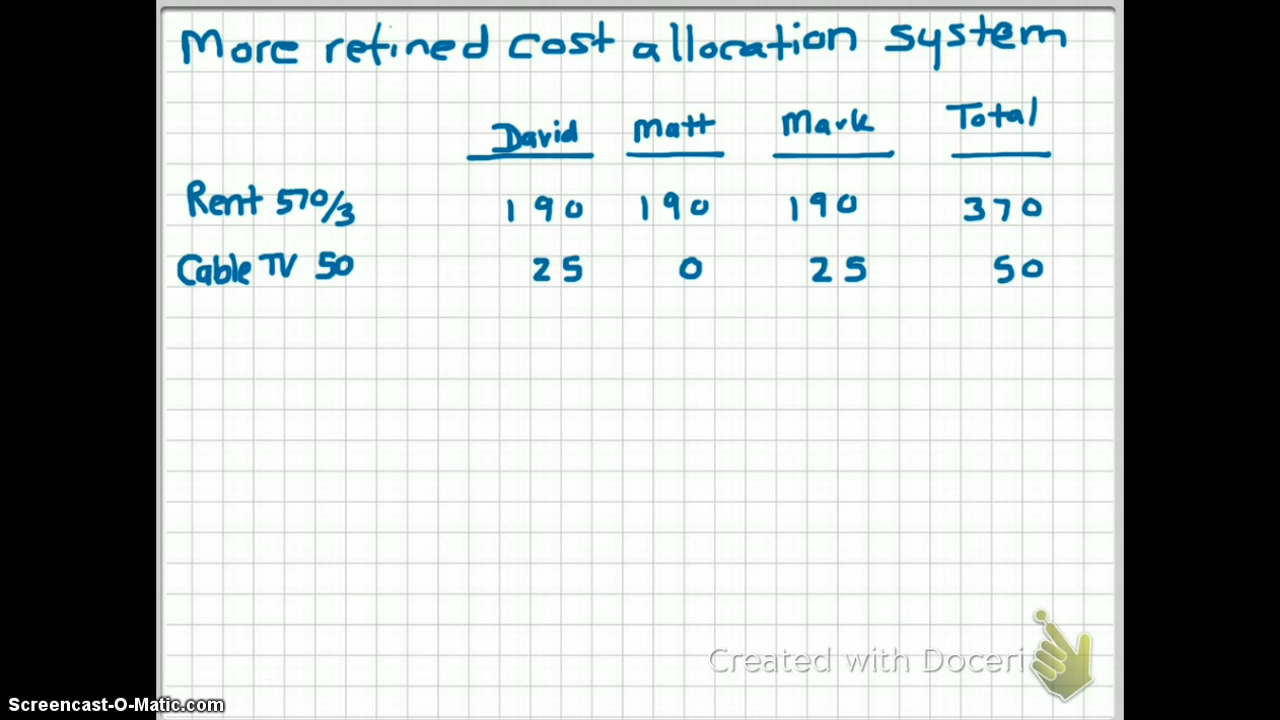 More refined cost allocation system
David Matt Mark Total
Rent 570/3 190 190 190 370
Cable TV 50 25 0 25 50
Created with Doceri
Screencast-O-Matic.com